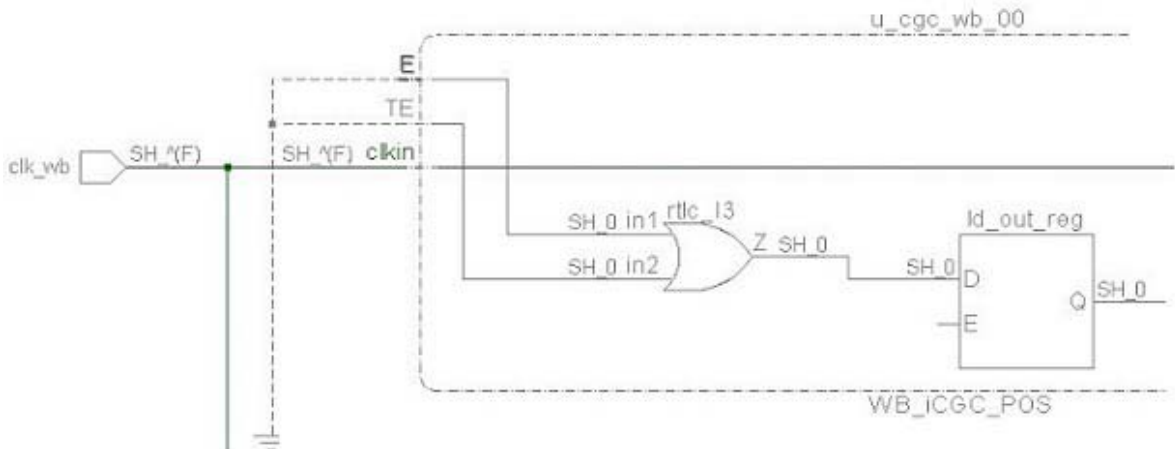 u_cgc_wb_00
E
TE
clk_wb SH_^(F) SH_^(F) clkin
SH_0 in1 rtlc_I3 ld_out_reg
Z SH_0
SH_0 in2 SH_0 D
Q SH_0
E
WB_iCGC_POS